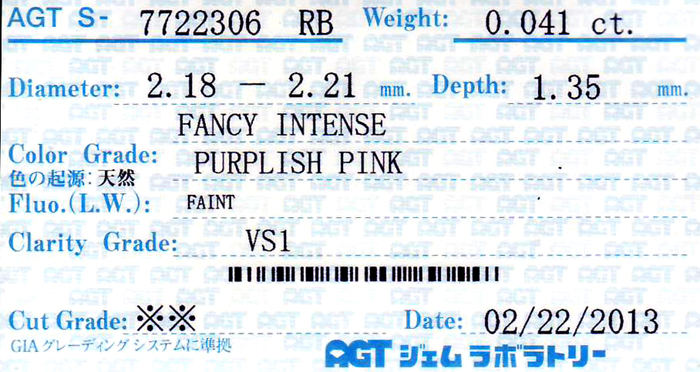 AGT S- 7722306 RB Weight: 0.041 ct.
Diameter: 2.18 — 2.21 mm. Depth: 1.35 mm.
FANCY INTENSE
Color Grade: PURPLISH PINK
色の起源: 天然
Fluo.(L.W.): FAINT
Clarity Grade: VS1
Cut Grade: ※※ Date: 02/22/2013
GIAグレーディングシステムに準拠
AGT ジェムラボラトリー